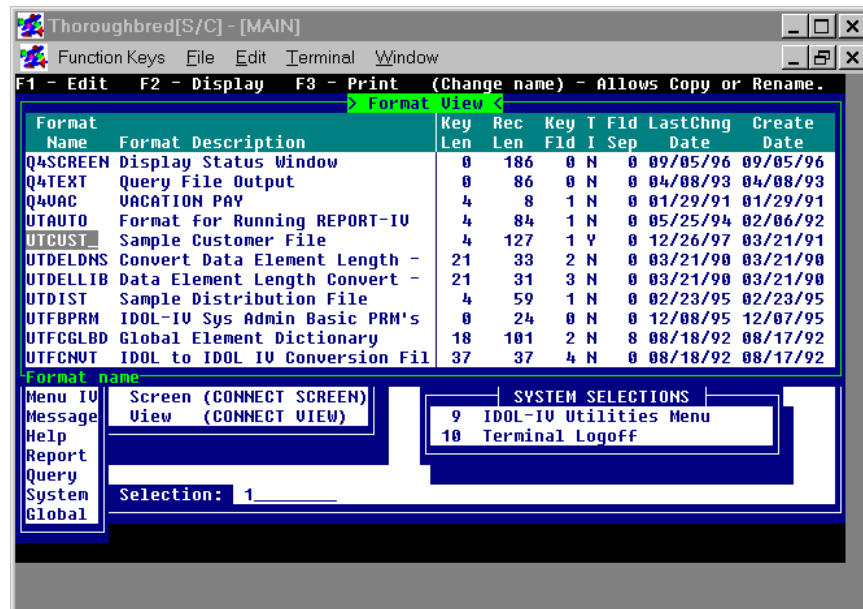 Thoroughbred[S/C] - [MAIN]
Function Keys File Edit Terminal Window
F1 - Edit F2 - Display F3 - Print (Change name) - Allows Copy or Rename.
> Format View <
Format Key Rec Key T Fld LastChng Create
Name Format Description Len Len Fld I Sep Date Date
Q4SCREEN Display Status Window 0 186 0 N 0 09/05/96 09/05/96
Q4TEXT Query File Output 0 86 0 N 0 04/08/93 04/08/93
Q4VAC VACATION PAY 4 8 1 N 0 01/29/91 01/29/91
UTAUTO Format for Running REPORT-IV 4 84 1 N 0 05/25/94 02/06/92
UTCUST_ Sample Customer File 4 127 1 Y 0 12/26/97 03/21/91
UTDELDNS Convert Data Element Length - 21 33 2 N 0 03/21/90 03/21/90
UTDELLIB Data Element Length Convert - 21 31 3 N 0 03/21/90 03/21/90
UTDIST Sample Distribution File 4 59 1 N 0 02/23/95 02/23/95
UTFBPRM IDOL-IV Sys Admin Basic PRM's 0 24 0 N 0 12/08/95 12/07/95
UTFCGLBD Global Element Dictionary 18 101 2 N 8 08/18/92 08/17/92
UTFCNVT IDOL to IDOL IV Conversion Fil 37 37 4 N 0 08/18/92 08/17/92
Format name
Menu IV Screen (CONNECT SCREEN) SYSTEM SELECTIONS
Message View (CONNECT VIEW) 9 IDOL-IV Utilities Menu
Help 10 Terminal Logoff
Report
Query
System Selection: 1_________
Global